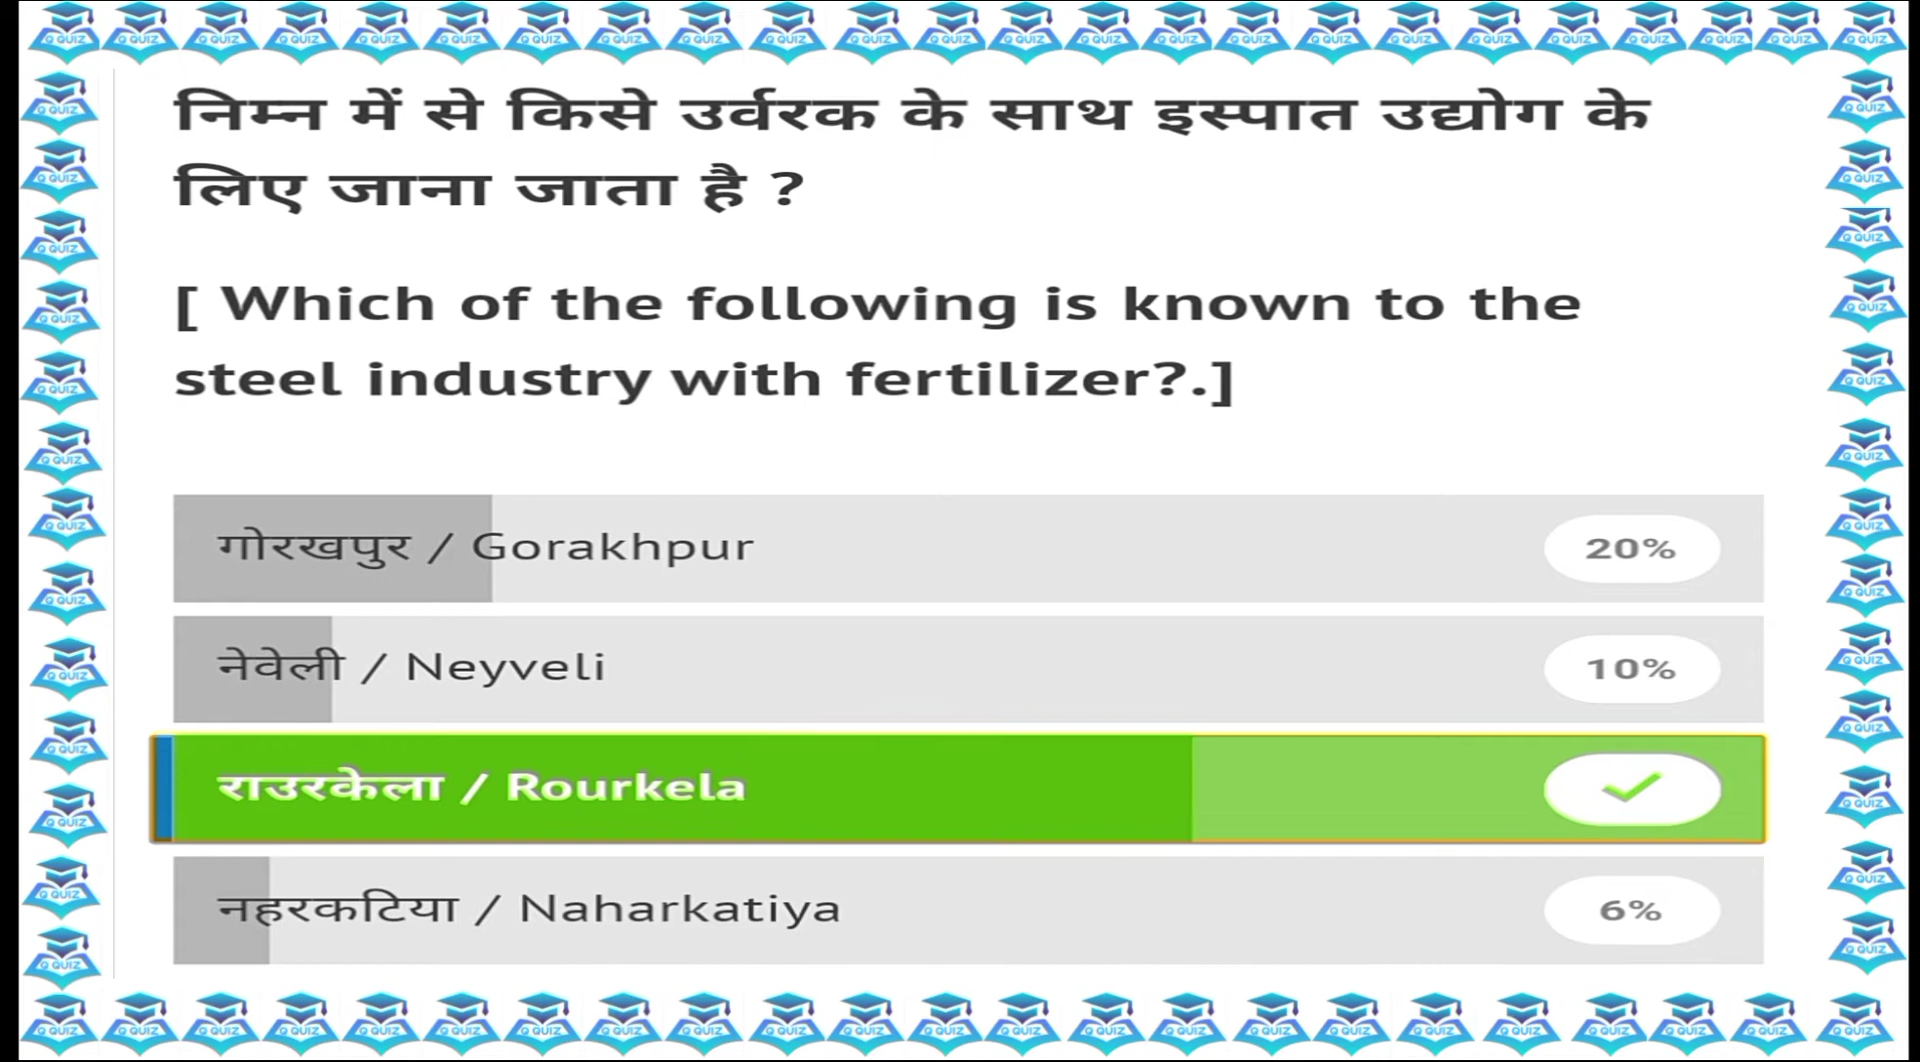 निम्न में से किसे उर्वरक के साथ इस्पात उद्योग के
लिए जाना जाता है ?
[ Which of the following is known to the
steel industry with fertilizer?.]
गोरखपुर / Gorakhpur 20%
नेवेली / Neyveli 10%
राउरकेला / Rourkela
नहरकटिया / Naharkatiya 6%